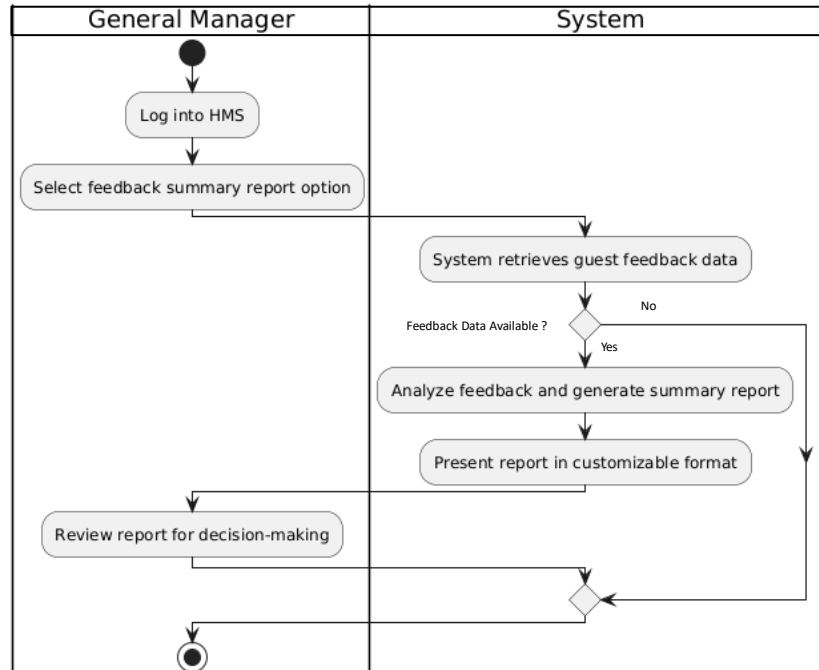 General Manager
System
Log into HMS
Select feedback summary report option
System retrieves guest feedback data
No
Feedback Data Available ?
Yes
Analyze feedback and generate summary report
Present report in customizable format
Review report for decision-making